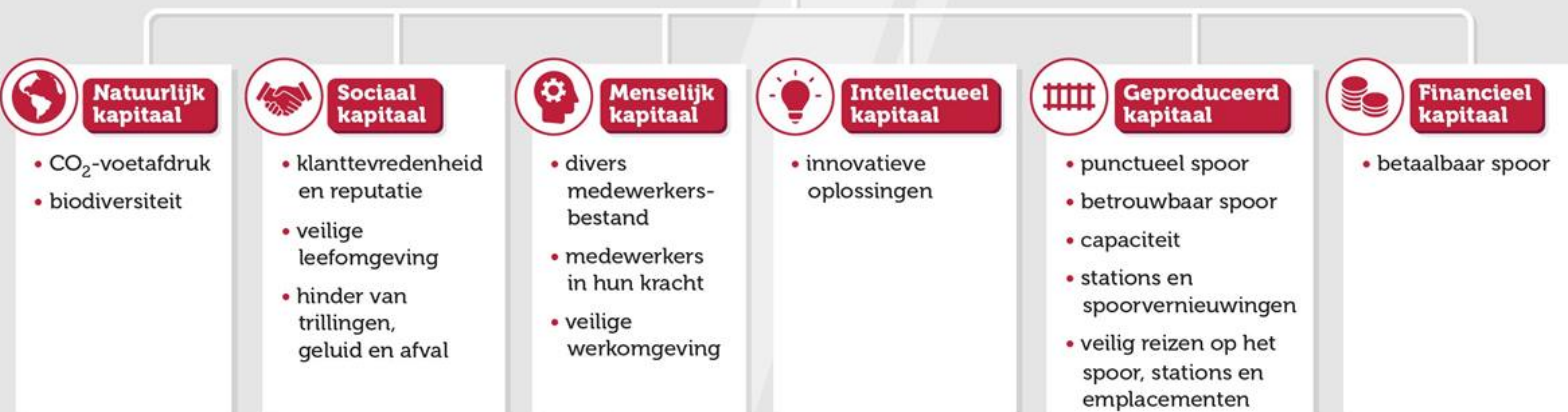 Natuurlijk
kapitaal
• CO₂-voetafdruk
• biodiversiteit
Sociaal
kapitaal
• klanttevredenheid
en reputatie
• veilige
leefomgeving
• hinder van
trillingen,
geluid en afval
Menselijk
kapitaal
• divers
medewerkers-
bestand
• medewerkers
in hun kracht
• veilige
werkomgeving
Intellectueel
kapitaal
• innovatieve
oplossingen
Geproduceerd
kapitaal
• punctueel spoor
• betrouwbaar spoor
• capaciteit
• stations en
spoorvernieuwingen
• veilig reizen op het
spoor, stations en
emplacementen
Financieel
kapitaal
• betaalbaar spoor